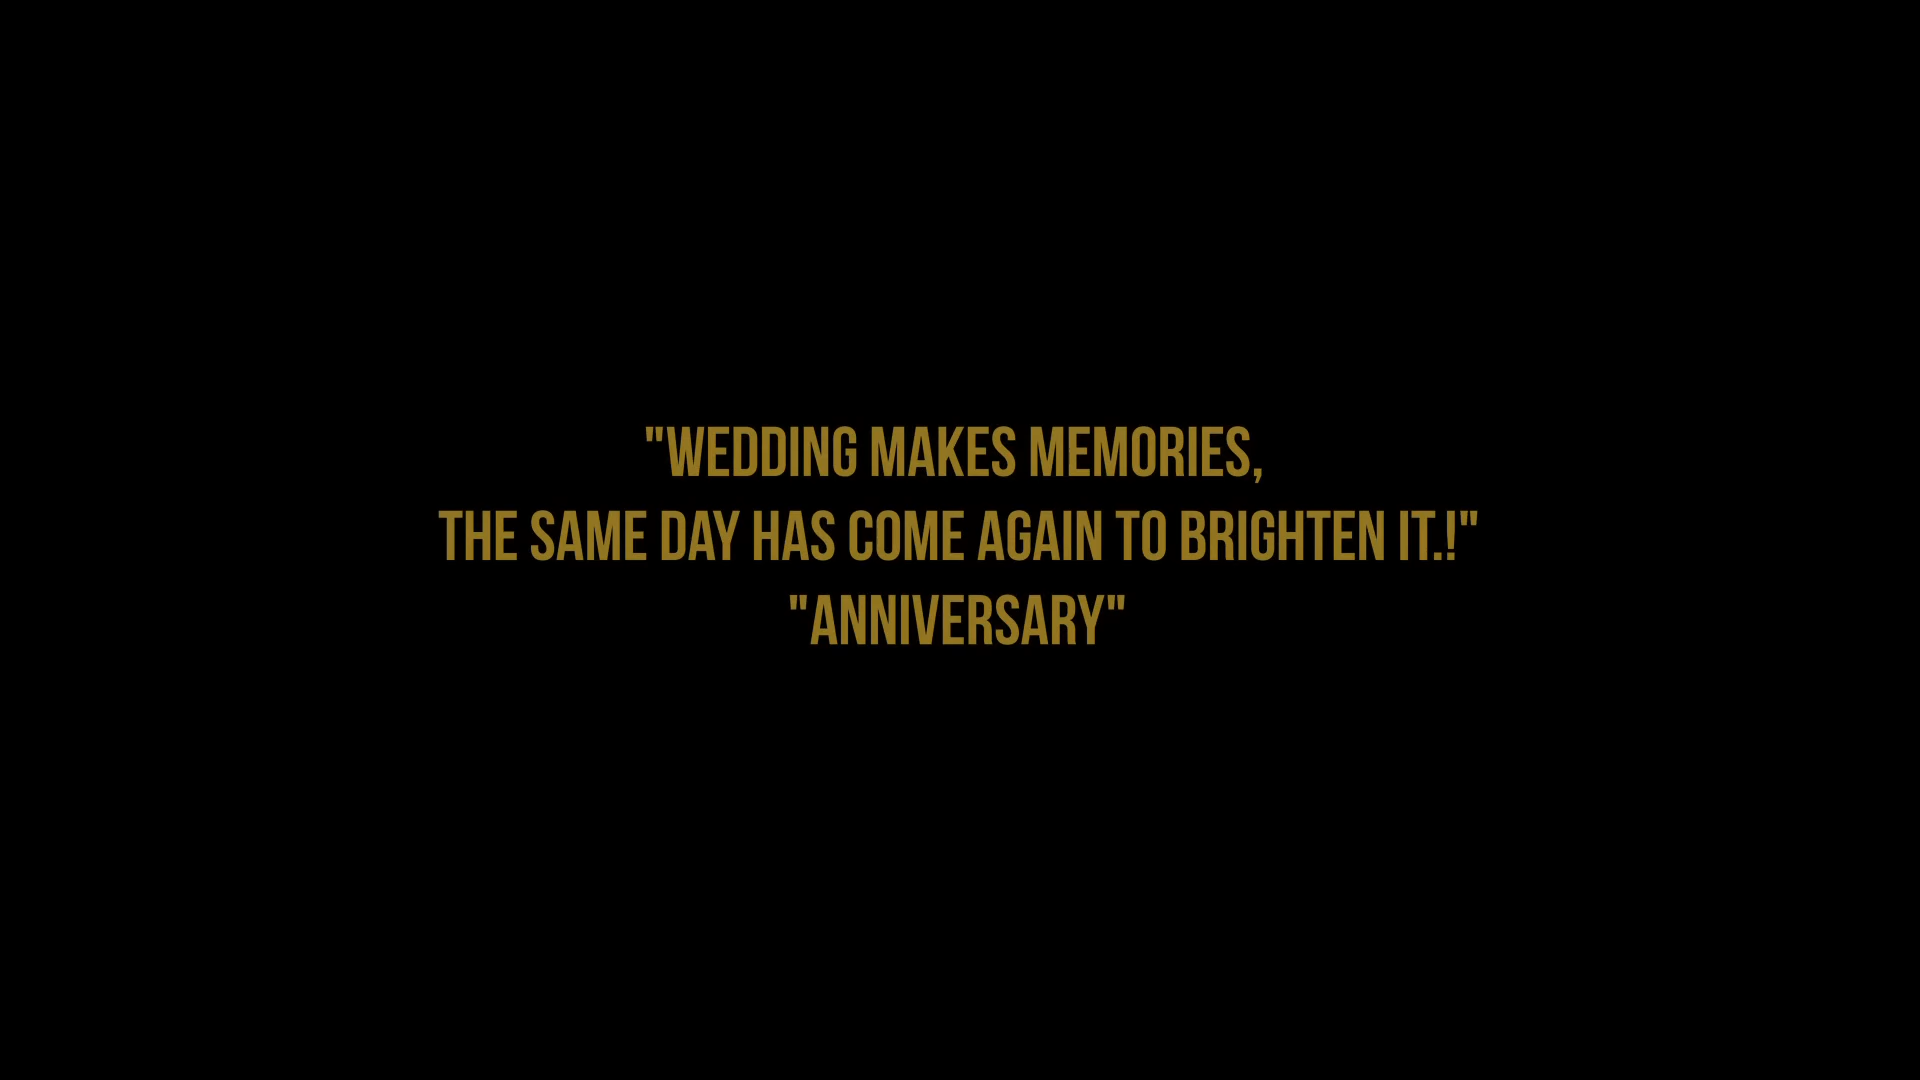 "WEDDING MAKES MEMORIES,
THE SAME DAY HAS COME AGAIN TO BRIGHTEN IT.!"
"ANNIVERSARY"